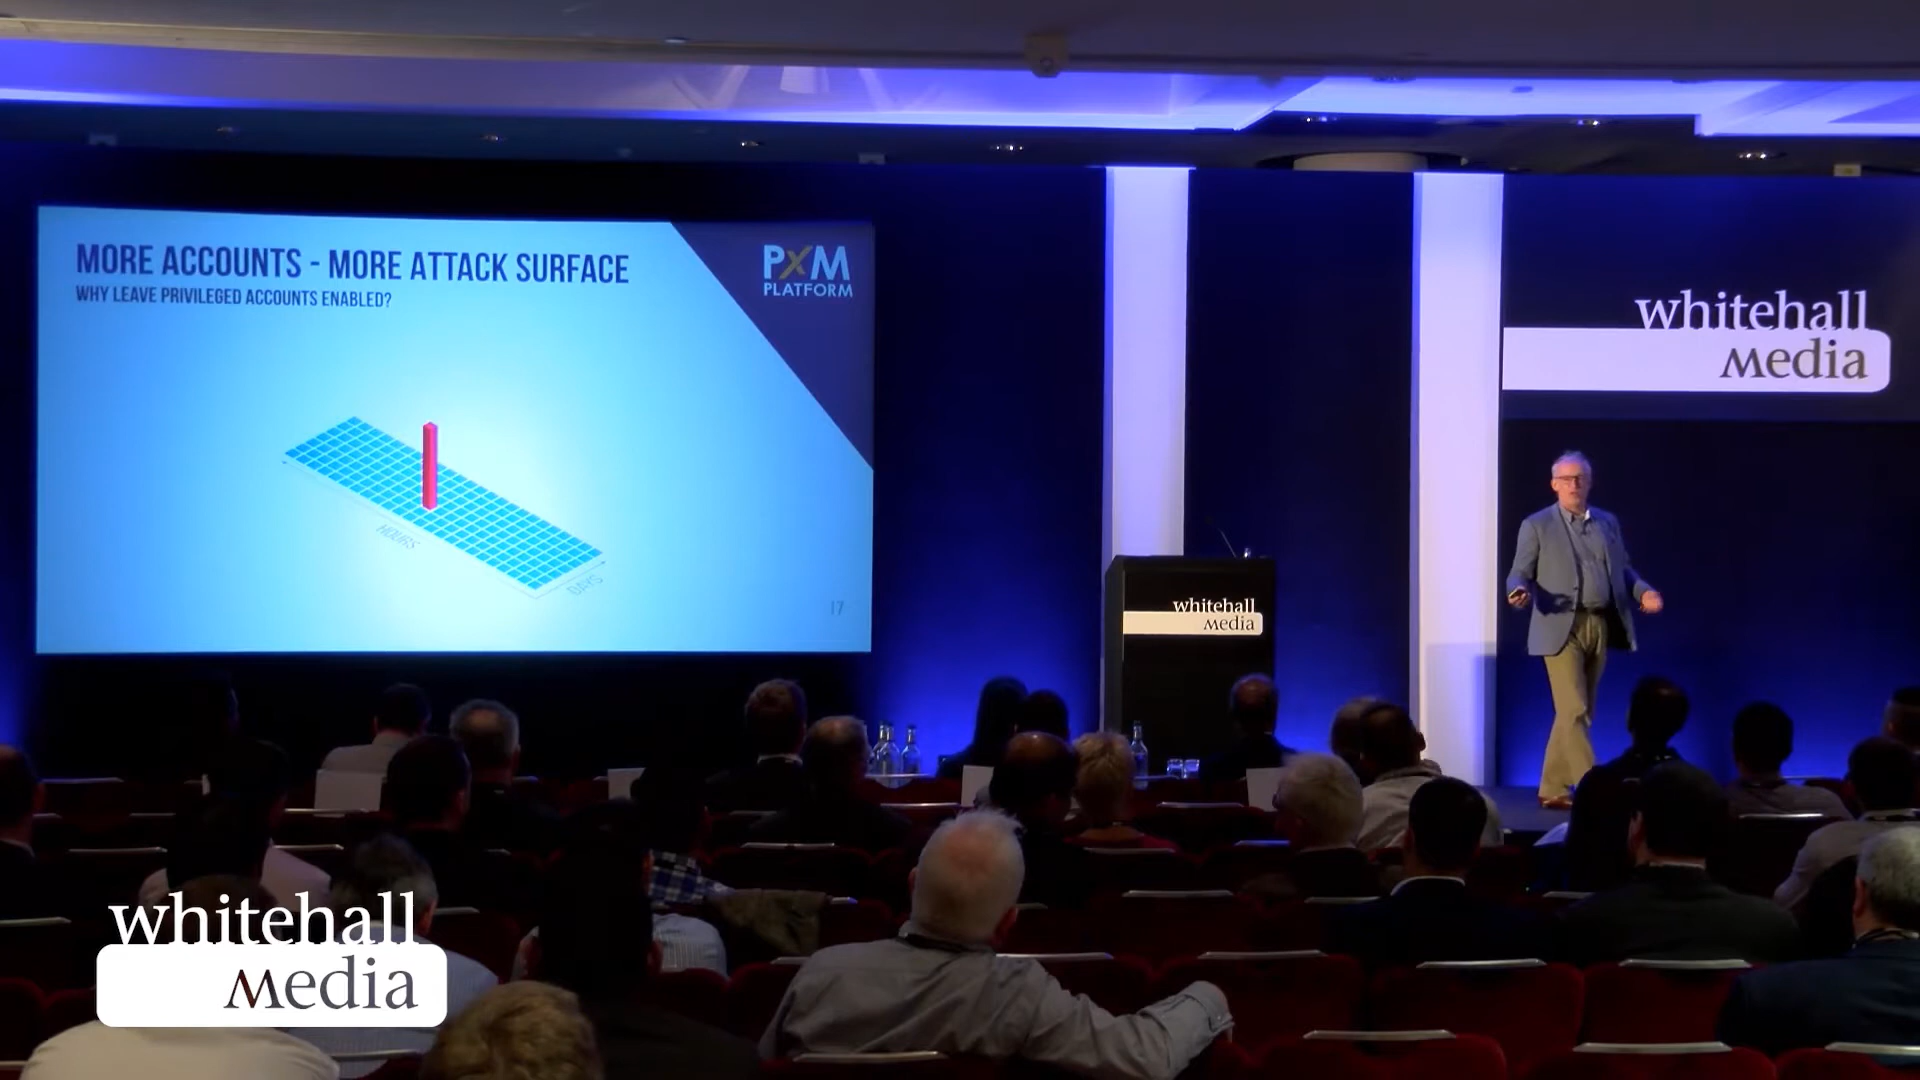 MORE ACCOUNTS - MORE ATTACK SURFACE
WHY LEAVE PRIVILEGED ACCOUNTS ENABLED?
PXM
PLATFORM
HOURS
DAYS
17
whitehall
media
whitehall
media
whitehall
media